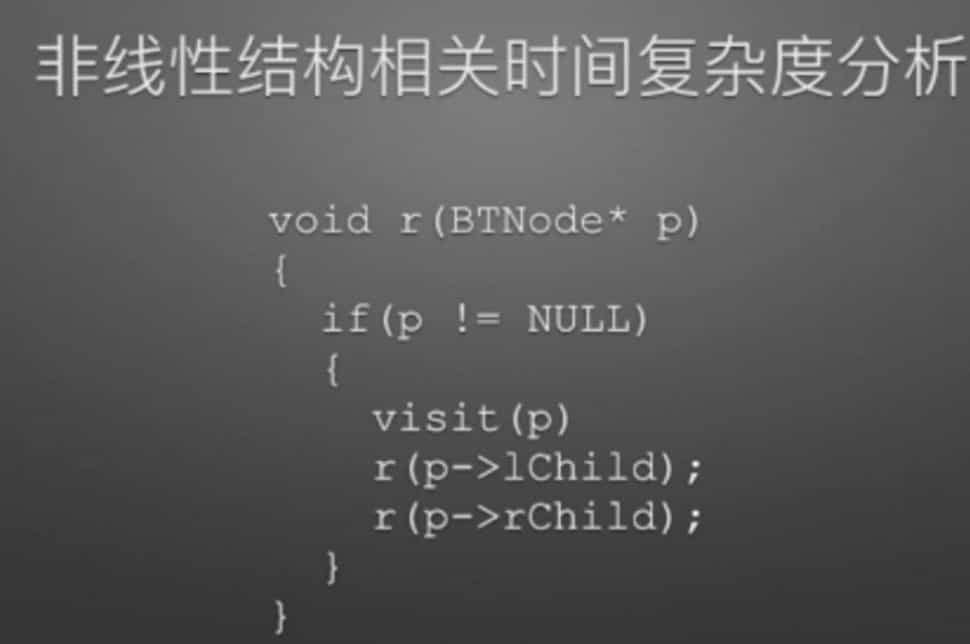 非线性结构相关时间复杂度分析
void r(BTNode* p)
{
if(p != NULL)
{
visit(p)
r(p->lChild);
r(p->rChild);
}
}